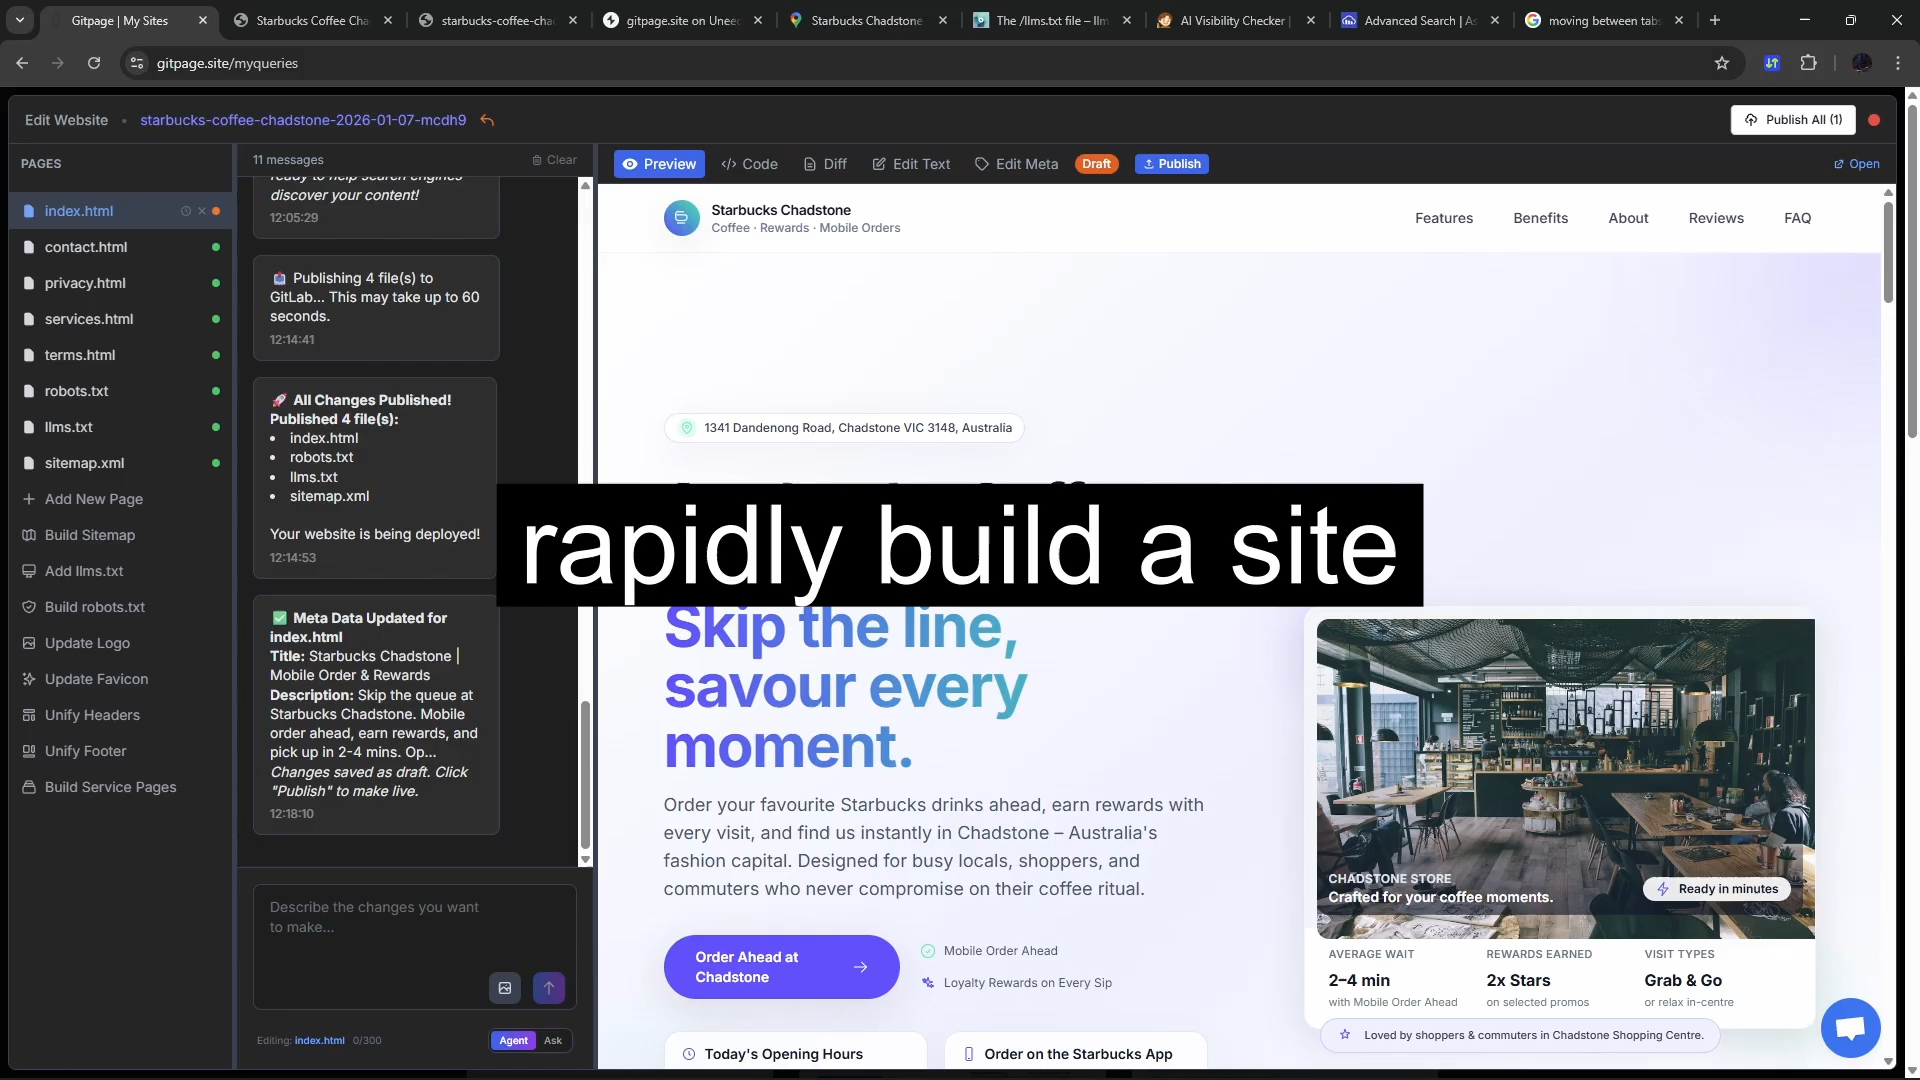 Gitpage | My Sites
Starbucks Coffee Cha
starbucks-coffee-chad
gitpage.site on Uneed
Starbucks Chadstone
The /llms.txt file – llm
AI Visibility Checker |
Advanced Search | As
moving between tabs
gitpage.site/myqueries
Edit Website • starbucks-coffee-chadstone-2026-01-07-mcdh9
Publish All (1)
PAGES
index.html
contact.html
privacy.html
services.html
terms.html
robots.txt
llms.txt
sitemap.xml
Add New Page
Build Sitemap
Add llms.txt
Build robots.txt
Update Logo
Update Favicon
Unify Headers
Unify Footer
Build Service Pages
11 messages
Clear
ready to help search engines
discover your content!
12:05:29
Publishing 4 file(s) to
GitLab... This may take up to 60
seconds.
12:14:41
All Changes Published!
Published 4 file(s):
• index.html
• robots.txt
• llms.txt
• sitemap.xml
Your website is being deployed!
12:14:53
Meta Data Updated for
index.html
Title: Starbucks Chadstone |
Mobile Order & Rewards
Description: Skip the queue at
Starbucks Chadstone. Mobile
order ahead, earn rewards, and
pick up in 2-4 mins. Op...
Changes saved as draft. Click
"Publish" to make live.
12:18:10
Describe the changes you want
to make...
Editing: index.html 0/300
Agent
Ask
Preview
Code
Diff
Edit Text
Edit Meta
Draft
Publish
Open
Starbucks Chadstone
Coffee · Rewards · Mobile Orders
Features
Benefits
About
Reviews
FAQ
1341 Dandenong Road, Chadstone VIC 3148, Australia
rapidly build a site
Skip the line,
savour every
moment.
Order your favourite Starbucks drinks ahead, earn rewards with
every visit, and find us instantly in Chadstone – Australia's
fashion capital. Designed for busy locals, shoppers, and
commuters who never compromise on their coffee ritual.
Order Ahead at
Chadstone
Mobile Order Ahead
Loyalty Rewards on Every Sip
Today's Opening Hours
Order on the Starbucks App
CHADSTONE STORE
Crafted for your coffee moments.
Ready in minutes
AVERAGE WAIT
2–4 min
with Mobile Order Ahead
REWARDS EARNED
2x Stars
on selected promos
VISIT TYPES
Grab & Go
or relax in-centre
Loved by shoppers & commuters in Chadstone Shopping Centre.